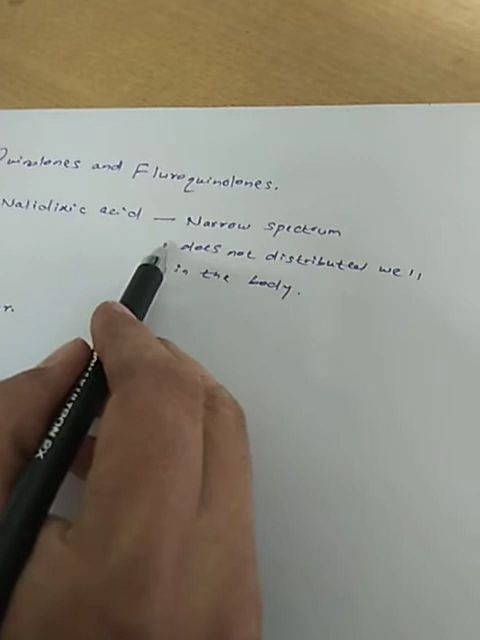 Quinolones and Fluroquinolones.
Nalidixic acid — Narrow spectrum
does not distributed well
in the body.
r.